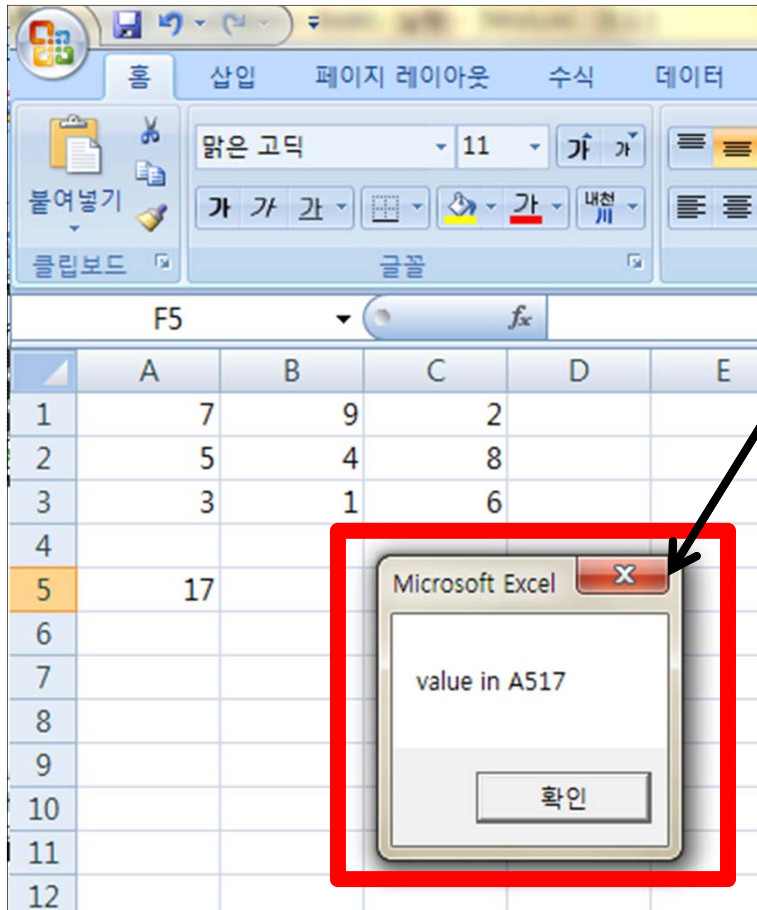 홈 삽입 페이지 레이아웃 수식 데이터
맑은 고딕 11 가 가
붙여넣기 가 가 가 가 내천 川
클립보드 글꼴
F5 fx
A B C D E
1 7 9 2
2 5 4 8
3 3 1 6
4
5 17
6
7
8
9
10
11
12
Microsoft Excel
value in A517
확인